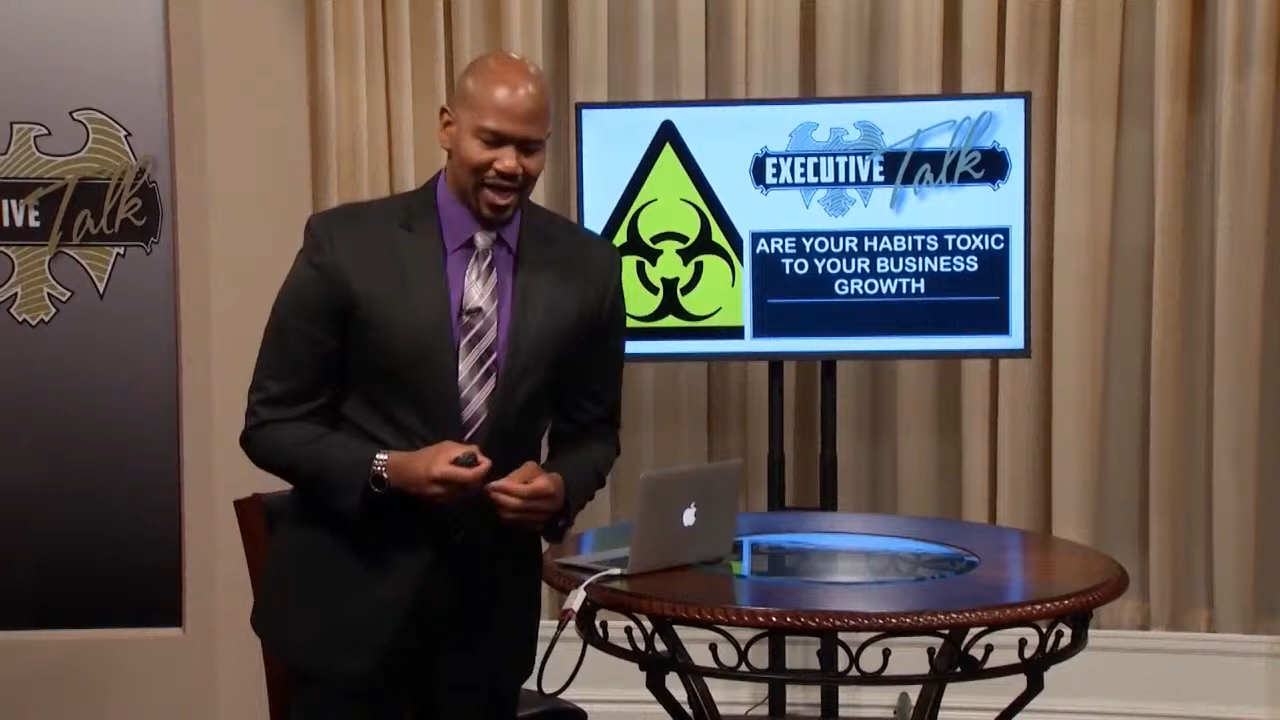 IVE Talk
EXECUTIVE Talk
ARE YOUR HABITS TOXIC
TO YOUR BUSINESS
GROWTH